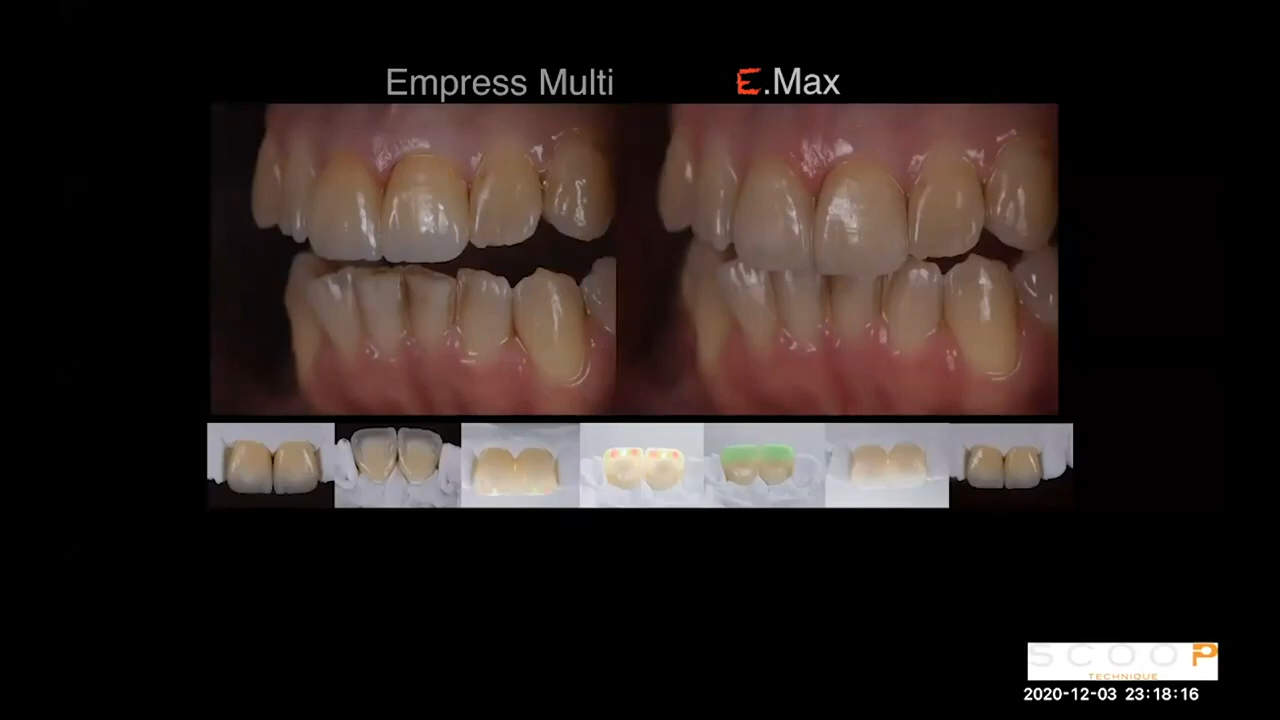 Empress Multi
E.Max
SCOOP
TECHNIQUE
2020-12-03 23:18:16